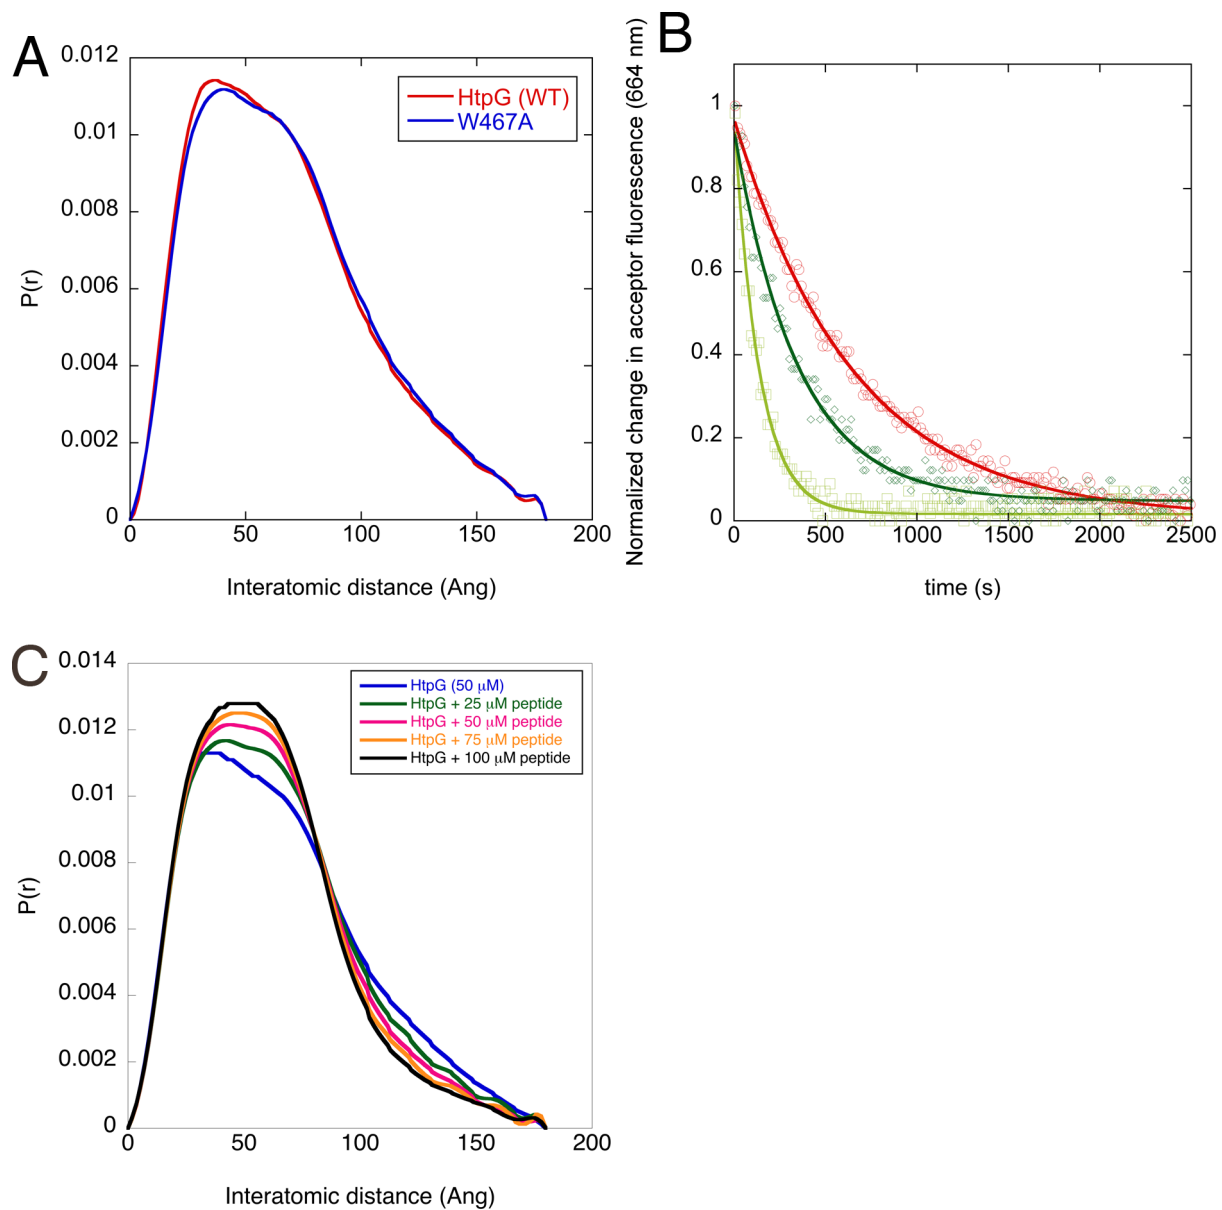 A
0.012
0.01
0.008
0.006
0.004
0.002
0
P(r)
HtpG (WT)
W467A
0 50 100 150 200
Interatomic distance (Ang)
B
Normalized change in acceptor fluorescence (664 nm)
1
0.8
0.6
0.4
0.2
0
0 500 1000 1500 2000 2500
time (s)
C
0.014
0.012
0.01
0.008
0.006
0.004
0.002
0
P(r)
HtpG (50 μM)
HtpG + 25 μM peptide
HtpG + 50 μM peptide
HtpG + 75 μM peptide
HtpG + 100 μM peptide
0 50 100 150 200
Interatomic distance (Ang)